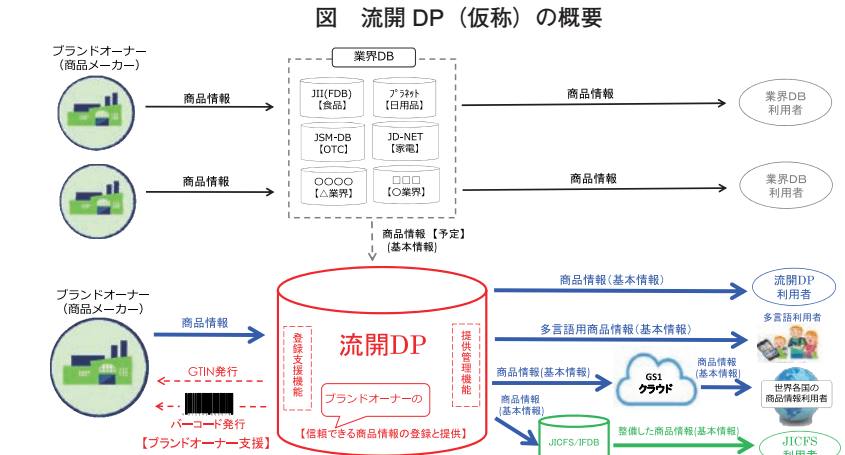 図　流開 DP（仮称）の概要
ブランドオーナー
（商品メーカー）
業界DB
JII(FDB)
【食品】
ﾌﾟﾗﾈｯﾄ
【日用品】
JSM-DB
【OTC】
JD-NET
【家電】
○○○○
【△業界】
□□□
【○業界】
商品情報
商品情報
業界DB
利用者
商品情報
商品情報
業界DB
利用者
商品情報【予定】
(基本情報)
ブランドオーナー
（商品メーカー）
商品情報
GTIN発行
バーコード発行
【ブランドオーナー支援】
登録支援機能
流開DP
提供管理機能
ブランドオーナーの
【信頼できる商品情報の登録と提供】
商品情報（基本情報）
流開DP
利用者
多言語用商品情報（基本情報）
多言語利用者
商品情報(基本情報)
GS1
クラウド
商品情報
(基本情報)
世界各国の
商品情報利用者
商品情報
(基本情報)
JICFS/IFDB
整備した商品情報(基本情報)
JICFS
利用者